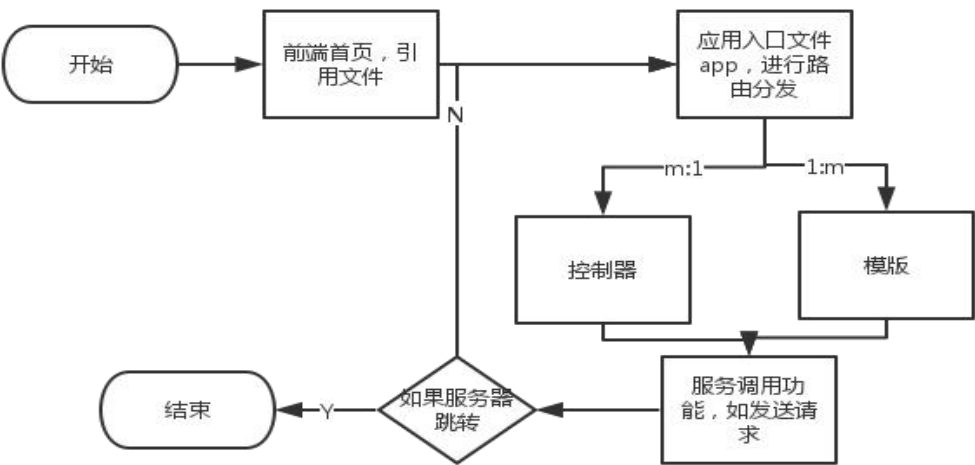 开始
前端首页，引
用文件
应用入口文件
app，进行路
由分发
N
m:1
1:m
控制器
模版
服务调用功
能，如发送请
求
如果服务器
跳转
Y
结束